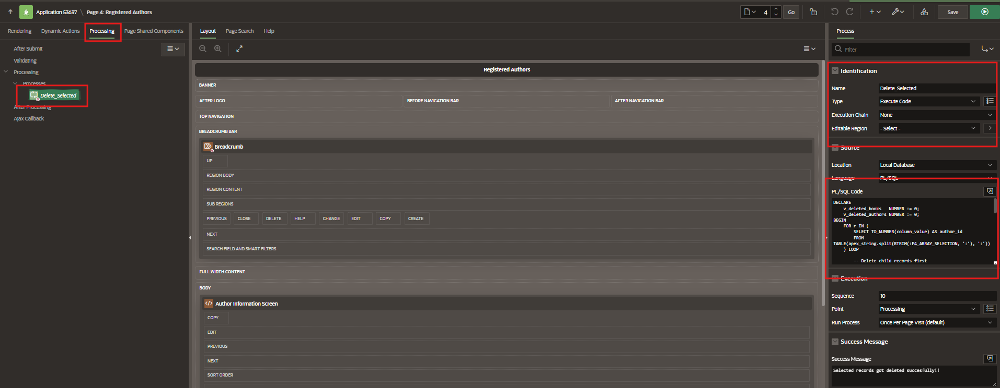 Application 53637 \ Page 4: Registered Authors
4
Go
Save
Rendering
Dynamic Actions
Processing
Page Shared Components
After Submit
Validating
Processing
Processes
Delete_Selected
After Processing
Ajax Callback
Layout
Page Search
Help
Registered Authors
BANNER
AFTER LOGO
BEFORE NAVIGATION BAR
AFTER NAVIGATION BAR
TOP NAVIGATION
BREADCRUMB BAR
Breadcrumb
UP
REGION BODY
REGION CONTENT
SUB REGIONS
PREVIOUS
CLOSE
DELETE
HELP
CHANGE
EDIT
COPY
CREATE
NEXT
SEARCH FIELD AND SMART FILTERS
FULL WIDTH CONTENT
BODY
Author Information Screen
COPY
EDIT
PREVIOUS
NEXT
SORT ORDER
Process
Filter
Identification
Name Delete_Selected
Type Execute Code
Execution Chain None
Editable Region - Select -
Source
Location Local Database
Language PL/SQL
PL/SQL Code
DECLARE
v_deleted_books NUMBER := 0;
v_deleted_authors NUMBER := 0;
BEGIN
FOR r IN (
SELECT TO_NUMBER(column_value) AS author_id
FROM
TABLE(apex_string.split(RTRIM(:P4_ARRAY_SELECTION, ':'), ':'))
) LOOP
-- Delete child records first
Execution
Sequence 10
Point Processing
Run Process Once Per Page Visit (default)
Success Message
Success Message
Selected records got deleted succesfully!!